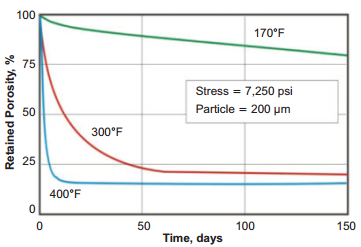 100
75
50
25
0
Retained Porosity, %
170°F
Stress = 7,250 psi
Particle = 200 µm
300°F
400°F
0
50
100
150
Time, days